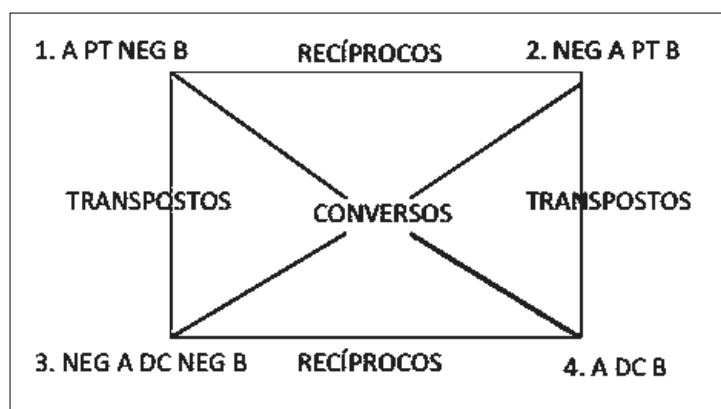 1. A PT NEG B RECÍPROCOS 2. NEG A PT B
TRANSPOSTOS CONVERSOS TRANSPOSTOS
3. NEG A DC NEG B RECÍPROCOS 4. A DC B